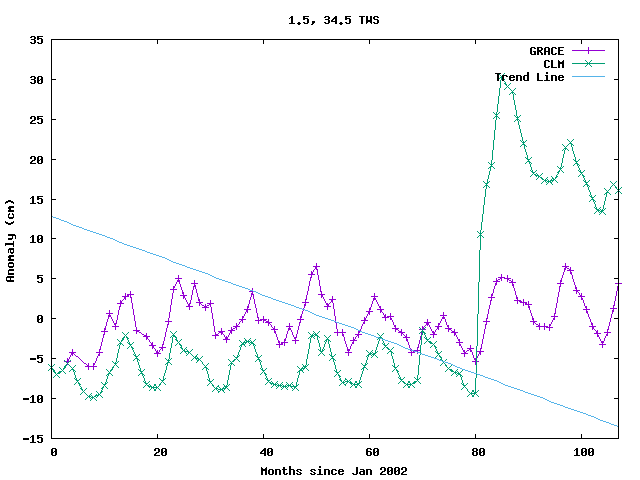 1.5, 34.5 TWS
GRACE
CLM
Trend Line
35
30
25
20
15
10
5
0
-5
-10
-15
Anomaly (cm)
0 20 40 60 80 100
Months since Jan 2002